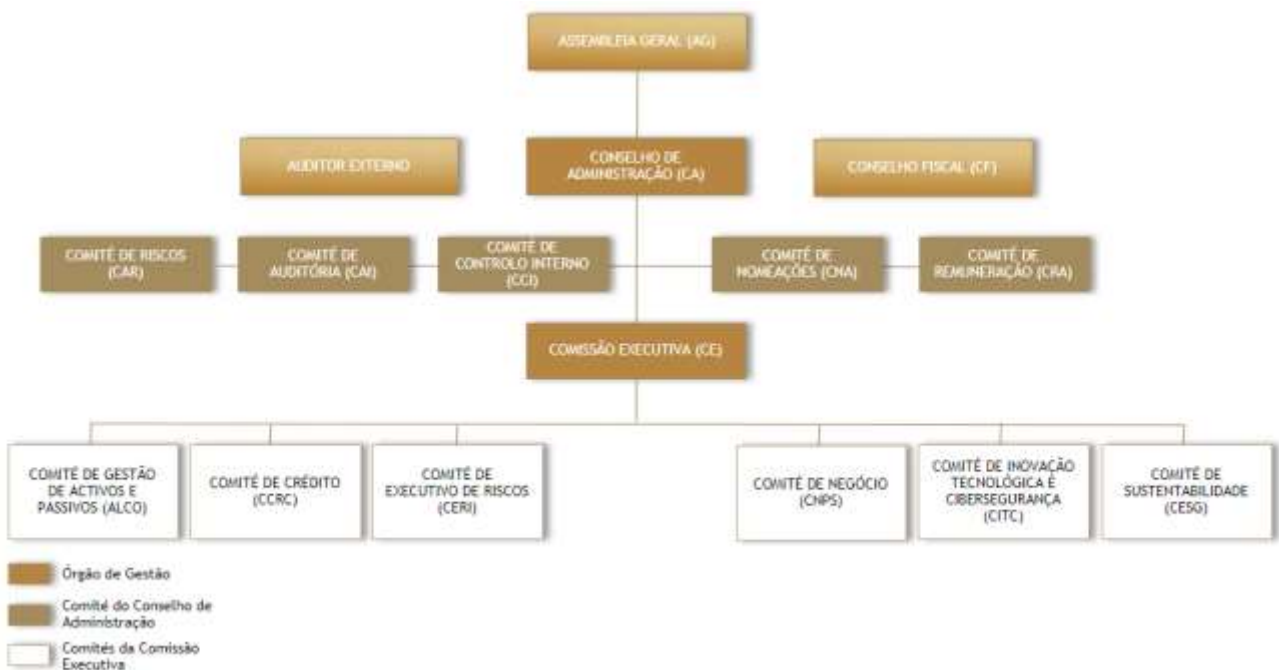 ASSEMBLEIA GERAL (AG)
AUDITOR EXTERNO
CONSELHO DE
ADMINISTRAÇÃO (CA)
CONSELHO FISCAL (CF)
COMITÉ DE RISCOS
(CAR)
COMITÉ DE
AUDITÓRIA (CAI)
COMITÉ DE
CONTROLO INTERNO
(CCI)
COMITÉ DE
NOMEAÇÕES (CNA)
COMITÉ DE
REMUNERAÇÃO (CRA)
COMISSÃO EXECUTIVA (CE)
COMITÉ DE GESTÃO
DE ACTIVOS E
PASSIVOS (ALCO)
COMITÉ DE CRÉDITO
(CCRC)
COMITÉ DE
EXECUTIVO DE RISCOS
(CERI)
COMITÉ DE NEGÓCIO
(CNPS)
COMITÉ DE INOVAÇÃO
TECNOLÓGICA E
CIBERSEGURANÇA
(CITC)
COMITÉ DE
SUSTENTABILIDADE
(CESG)
Órgão de Gestão
Comité do Conselho de
Administração
Comités da Comissão
Executiva